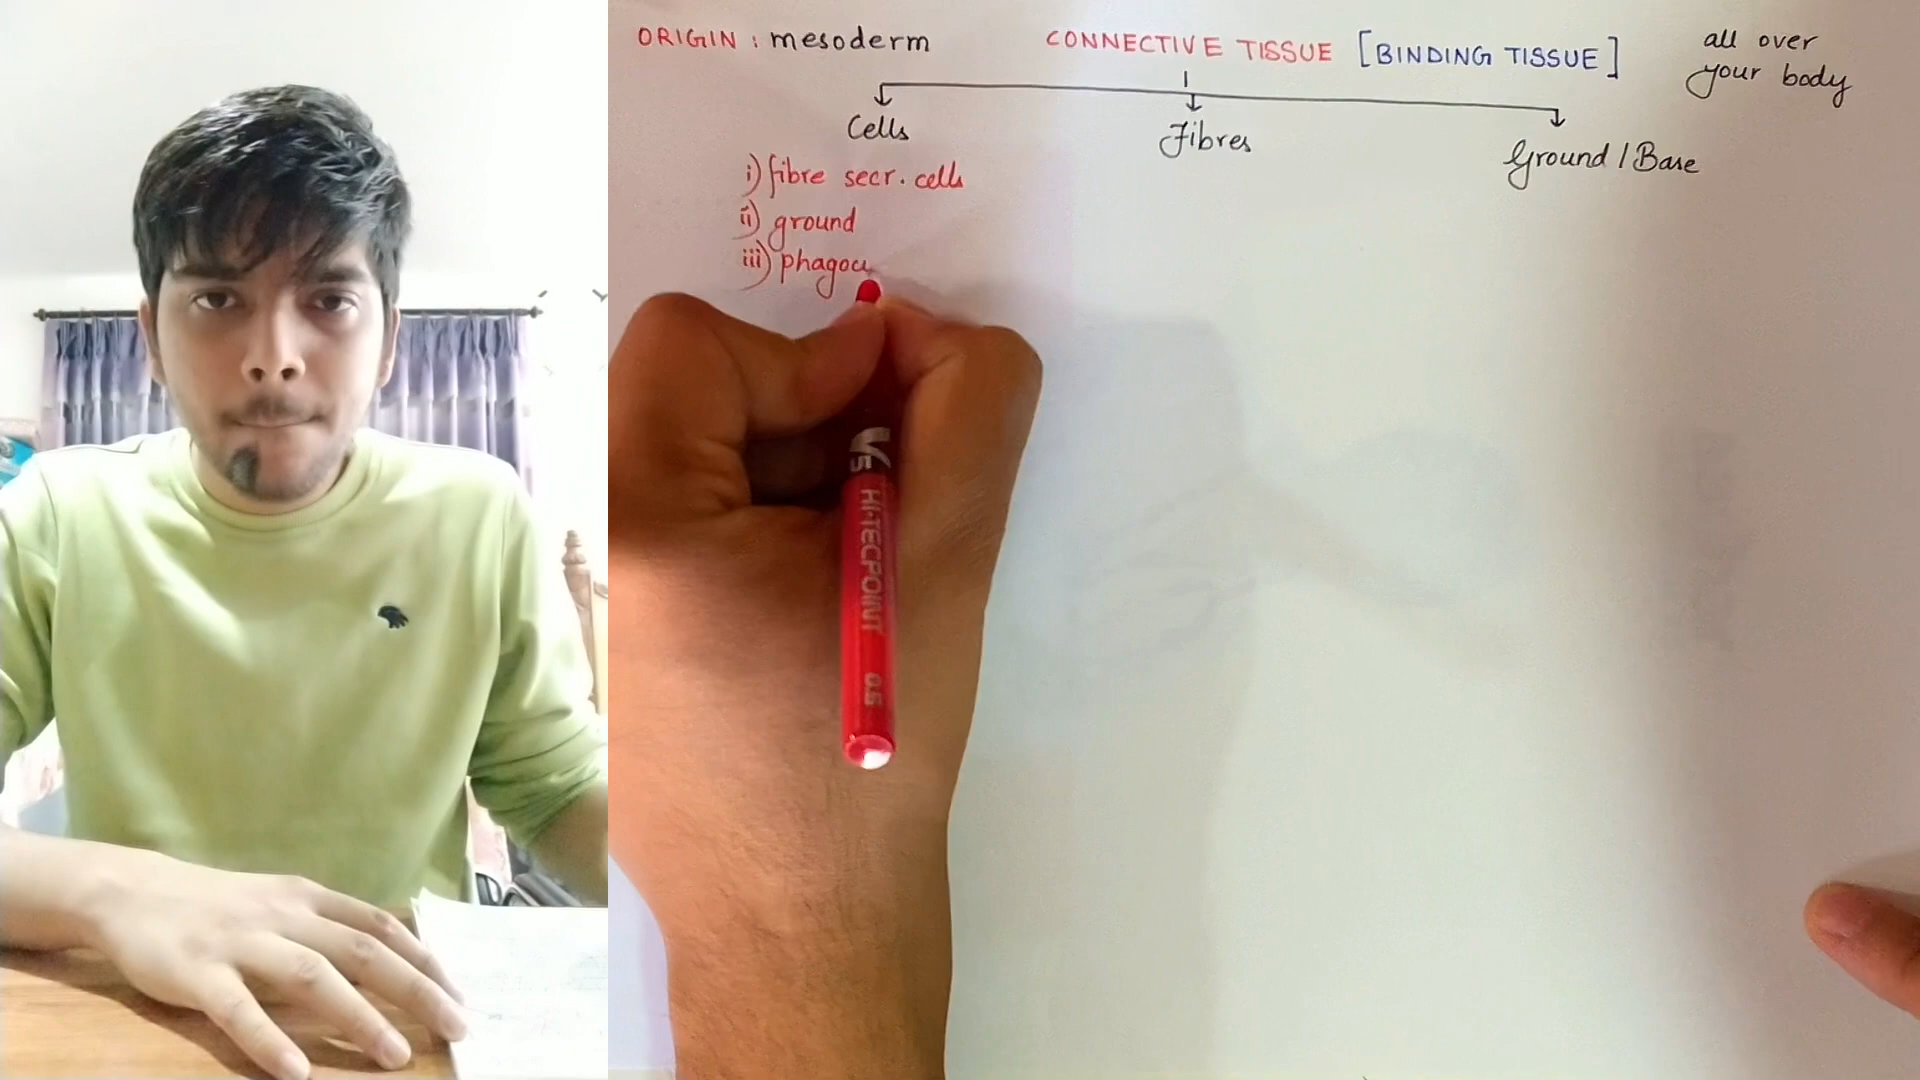 ORIGIN : mesoderm
CONNECTIVE TISSUE [BINDING TISSUE]
all over
your body
Cells
Fibres
Ground / Base
i) fibre secr. cells
ii) ground
iii) phagocy
V5 HI-TECPOINT 0.5